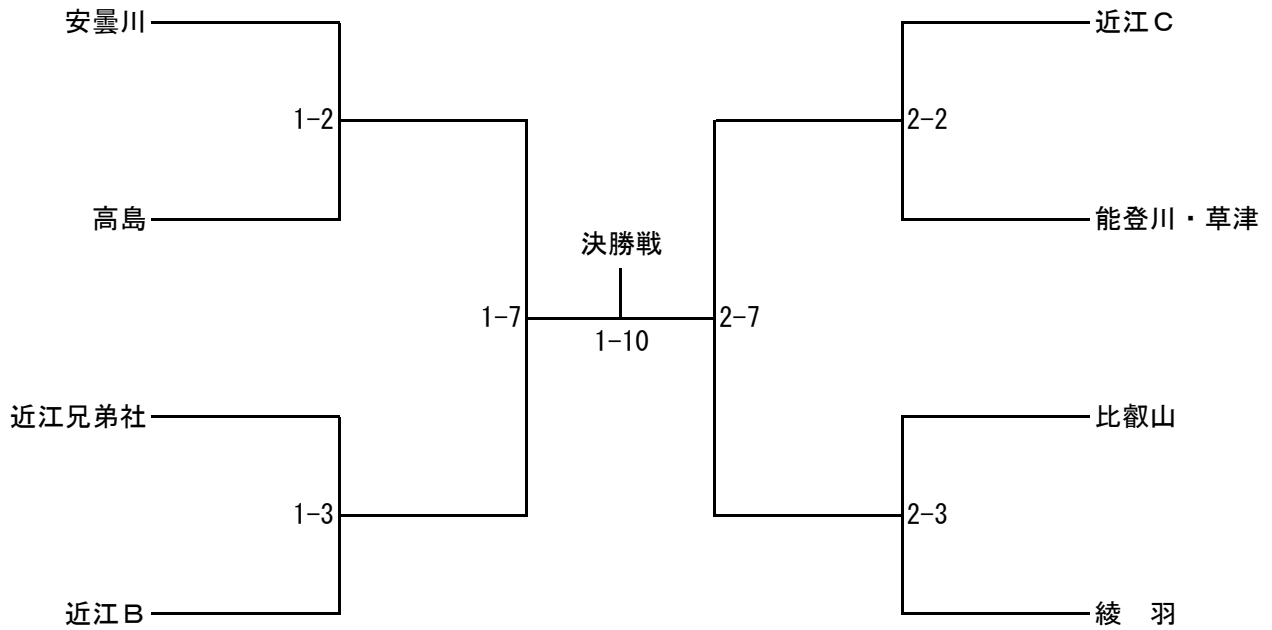 安曇川
1-2
高島
1-7
近江兄弟社
1-3
近江Ｂ
決勝戦
1-10
近江Ｃ
2-2
能登川・草津
2-7
比叡山
2-3
綾　羽